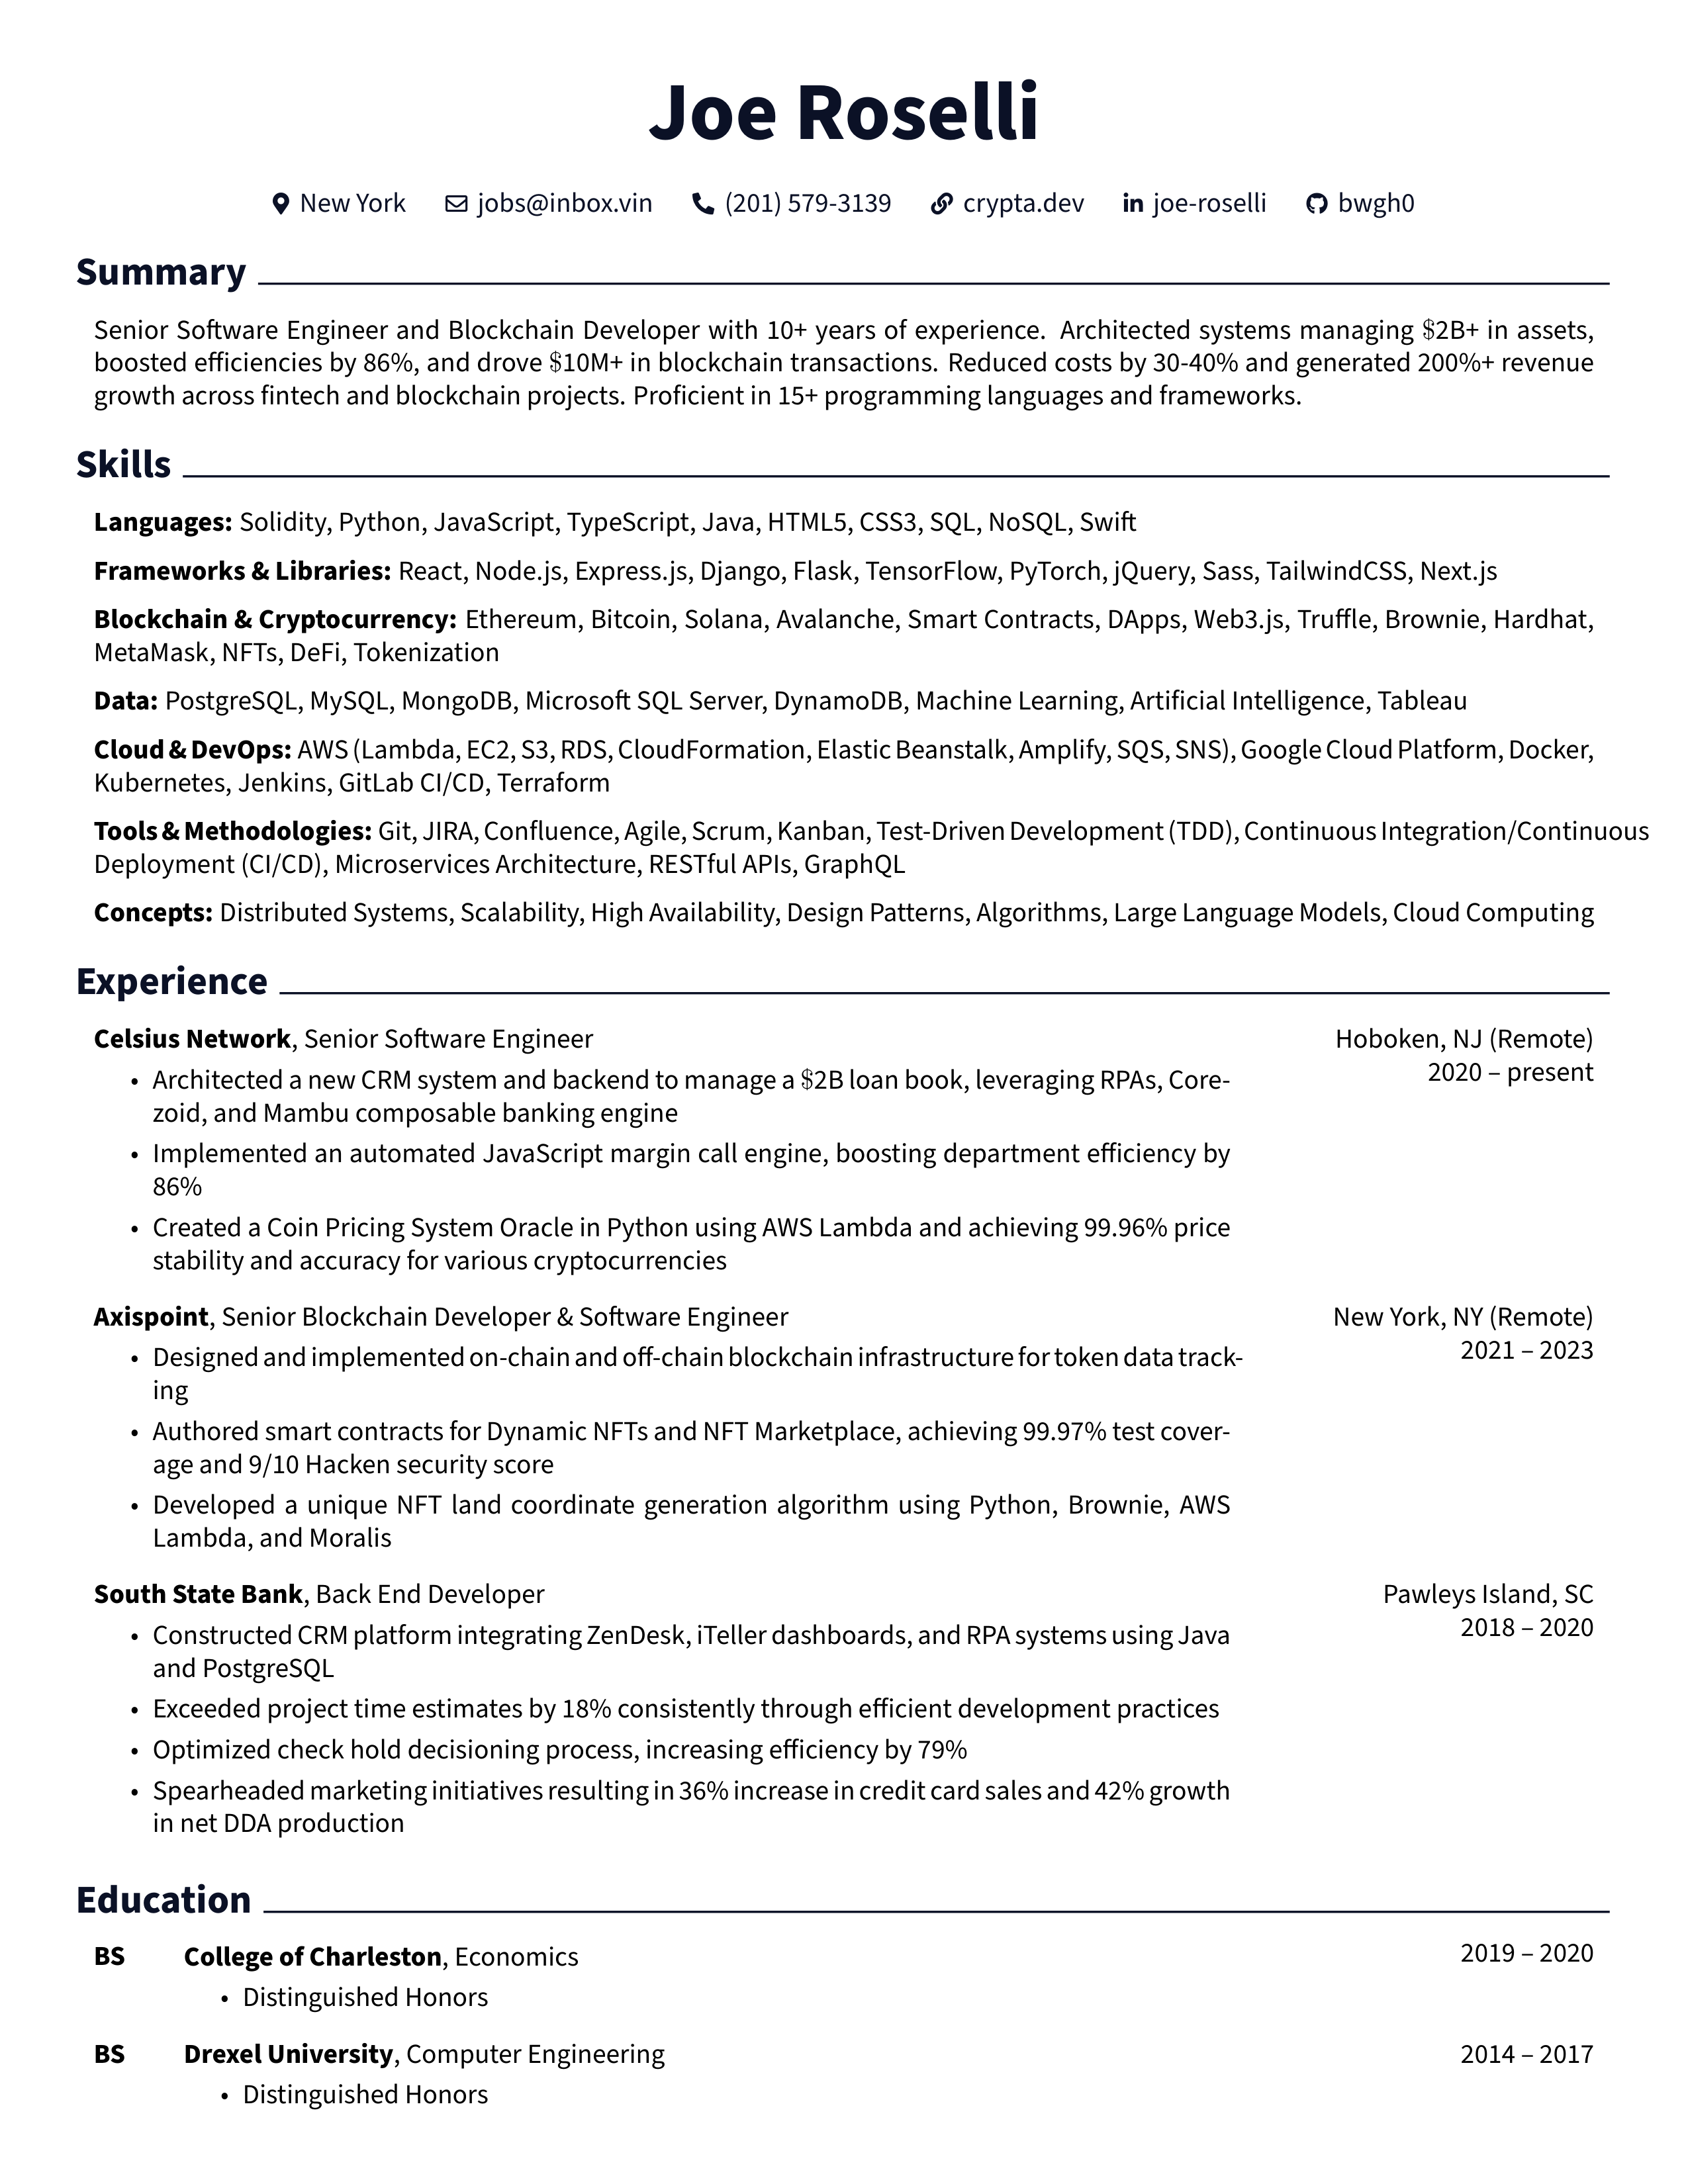 Joe Roselli
New York jobs@inbox.vin (201) 579-3139 crypta.dev joe-roselli bwgh0
Summary
Senior Software Engineer and Blockchain Developer with 10+ years of experience. Architected systems managing $2B+ in assets,
boosted efficiencies by 86%, and drove $10M+ in blockchain transactions. Reduced costs by 30-40% and generated 200%+ revenue
growth across fintech and blockchain projects. Proficient in 15+ programming languages and frameworks.
Skills
Languages: Solidity, Python, JavaScript, TypeScript, Java, HTML5, CSS3, SQL, NoSQL, Swift
Frameworks & Libraries: React, Node.js, Express.js, Django, Flask, TensorFlow, PyTorch, jQuery, Sass, TailwindCSS, Next.js
Blockchain & Cryptocurrency: Ethereum, Bitcoin, Solana, Avalanche, Smart Contracts, DApps, Web3.js, Truffle, Brownie, Hardhat,
MetaMask, NFTs, DeFi, Tokenization
Data: PostgreSQL, MySQL, MongoDB, Microsoft SQL Server, DynamoDB, Machine Learning, Artificial Intelligence, Tableau
Cloud & DevOps: AWS (Lambda, EC2, S3, RDS, CloudFormation, Elastic Beanstalk, Amplify, SQS, SNS), Google Cloud Platform, Docker,
Kubernetes, Jenkins, GitLab CI/CD, Terraform
Tools & Methodologies: Git, JIRA, Confluence, Agile, Scrum, Kanban, Test-Driven Development (TDD), Continuous Integration/Continuous
Deployment (CI/CD), Microservices Architecture, RESTful APIs, GraphQL
Concepts: Distributed Systems, Scalability, High Availability, Design Patterns, Algorithms, Large Language Models, Cloud Computing
Experience
Celsius Network, Senior Software Engineer Hoboken, NJ (Remote)
2020 – present
• Architected a new CRM system and backend to manage a $2B loan book, leveraging RPAs, Core-
zoid, and Mambu composable banking engine
• Implemented an automated JavaScript margin call engine, boosting department efficiency by
86%
• Created a Coin Pricing System Oracle in Python using AWS Lambda and achieving 99.96% price
stability and accuracy for various cryptocurrencies
Axispoint, Senior Blockchain Developer & Software Engineer New York, NY (Remote)
2021 – 2023
• Designed and implemented on-chain and off-chain blockchain infrastructure for token data track-
ing
• Authored smart contracts for Dynamic NFTs and NFT Marketplace, achieving 99.97% test cover-
age and 9/10 Hacken security score
• Developed a unique NFT land coordinate generation algorithm using Python, Brownie, AWS
Lambda, and Moralis
South State Bank, Back End Developer Pawleys Island, SC
2018 – 2020
• Constructed CRM platform integrating ZenDesk, iTeller dashboards, and RPA systems using Java
and PostgreSQL
• Exceeded project time estimates by 18% consistently through efficient development practices
• Optimized check hold decisioning process, increasing efficiency by 79%
• Spearheaded marketing initiatives resulting in 36% increase in credit card sales and 42% growth
in net DDA production
Education
BS College of Charleston, Economics 2019 – 2020
• Distinguished Honors
BS Drexel University, Computer Engineering 2014 – 2017
• Distinguished Honors